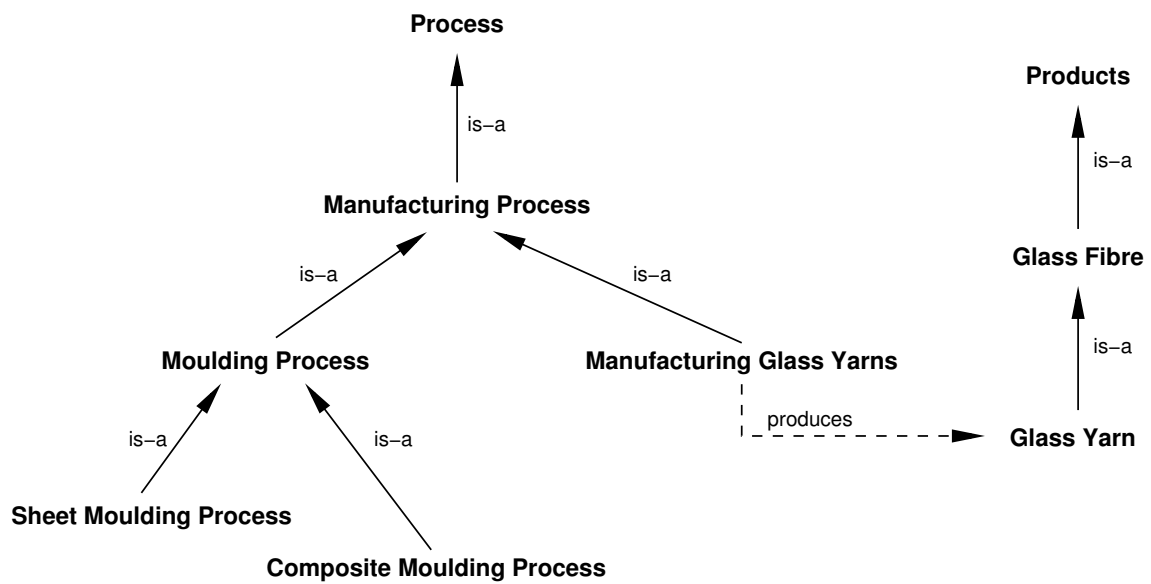 Process
Products
is–a
is–a
Manufacturing Process
Glass Fibre
is–a
is–a
is–a
Moulding Process
Manufacturing Glass Yarns
produces
is–a
is–a
Glass Yarn
Sheet Moulding Process
Composite Moulding Process